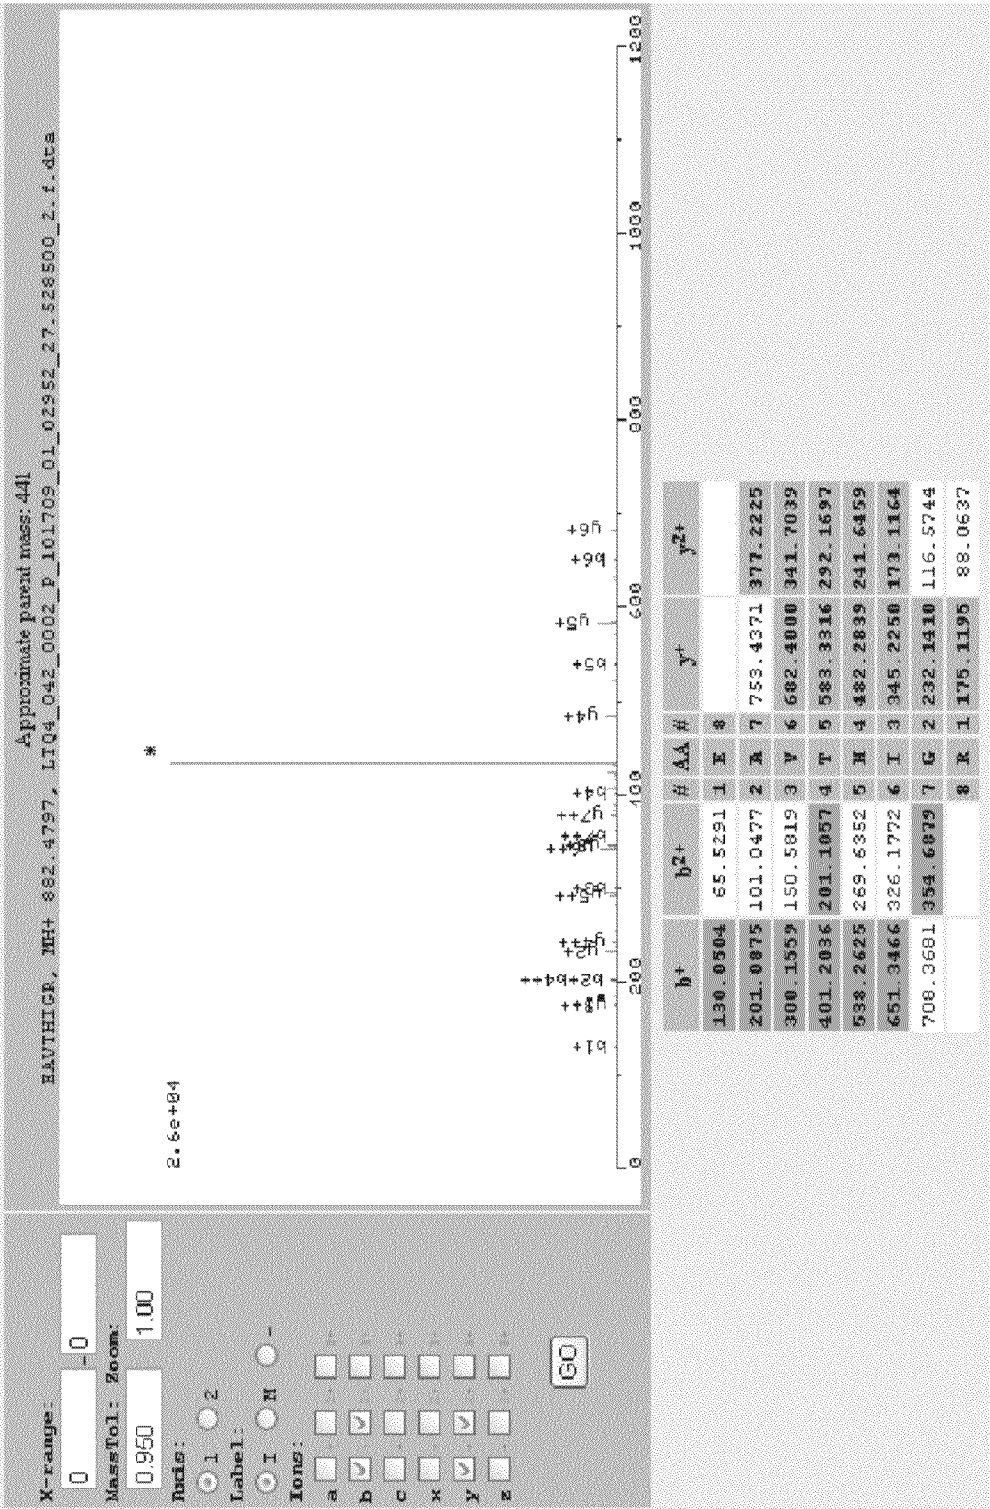 Approximate parent mass: 441
EAVTHIGR, MH+ 882.4797, LTQ4_042_0002_p_101709_01_02952_27.528500_2.f.dta
X-range:
0 - 0
MassTol: Zoom:
0.950 1.00
Axis:
1 2
Label:
I M -
Ions:
a
b
c
x
y
z
GO
2.6e+04
*
b1+
b2+b4++
y2+
b4+
y7++
y4+
b5+
y5+
b6+
y6+
0 200 400 600 800 1000 1200
b+ b2+ # AA # y+ y2+
130.0504 65.5291 1 E 8
201.0875 101.0477 2 A 7 753.4371 377.2225
300.1559 150.5819 3 V 6 682.4000 341.7039
401.2036 201.1057 4 T 5 583.3316 292.1697
538.2625 269.6352 5 H 4 482.2839 241.6459
651.3466 326.1772 6 I 3 345.2250 173.1164
708.3681 354.6879 7 G 2 232.1410 116.5744
8 R 1 175.1195 88.0637